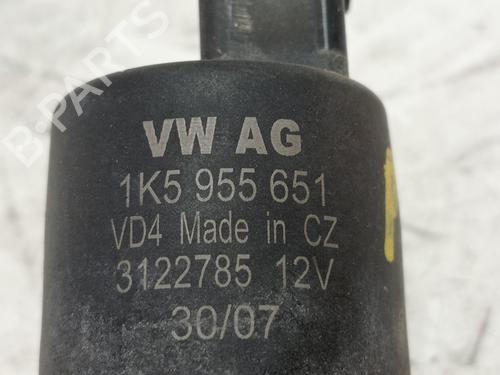 VW AG
1K5 955 651
VD4 Made in CZ
3122785 12V
30/07
B-PARTS